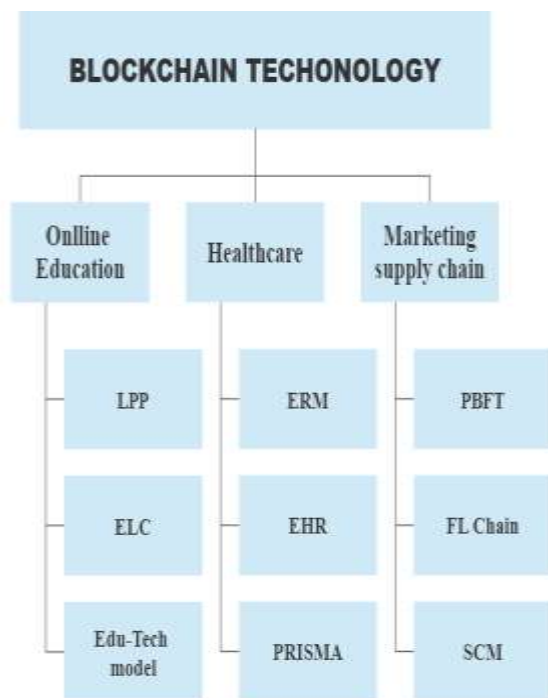 BLOCKCHAIN TECHONOLOGY
Onlline
Education
Healthcare
Marketing
supply chain
LPP
ERM
PBFT
ELC
EHR
FL Chain
Edu-Tech
model
PRISMA
SCM